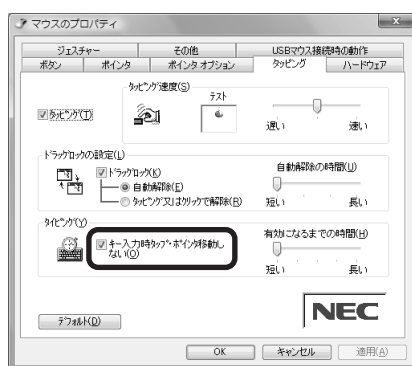 マウスのプロパティ
ジェスチャー その他 USBマウス接続時の動作
ボタン ポインタ ポインタ オプション タッピング ハードウェア
タッピング(T)
タッピング速度(S)
テスト
遅い 速い
ドラッグロックの設定(L)
ドラッグロック(K)
自動解除(E)
タッピング又はクリックで解除(R)
自動解除の時間(U)
短い 長い
タイピング(Y)
キー入力時タップ・ポインタ移動し
ない(O)
有効になるまでの時間(H)
短い 長い
デフォルト(D)
NEC
OK キャンセル 適用(A)